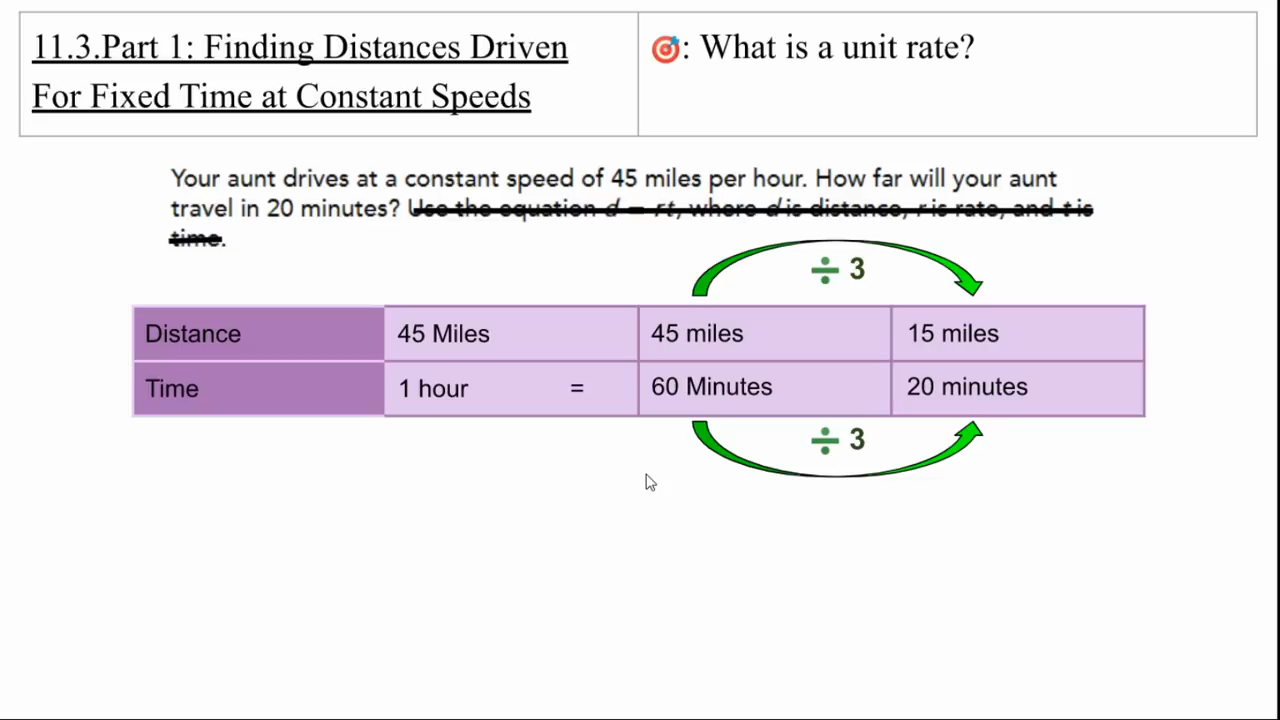 11.3.Part 1: Finding Distances Driven
For Fixed Time at Constant Speeds
🎯: What is a unit rate?
Your aunt drives at a constant speed of 45 miles per hour. How far will your aunt
travel in 20 minutes? Use the equation d = rt, where d is distance, r is rate, and t is
time.
÷ 3
Distance 45 Miles 45 miles 15 miles
Time 1 hour = 60 Minutes 20 minutes
÷ 3